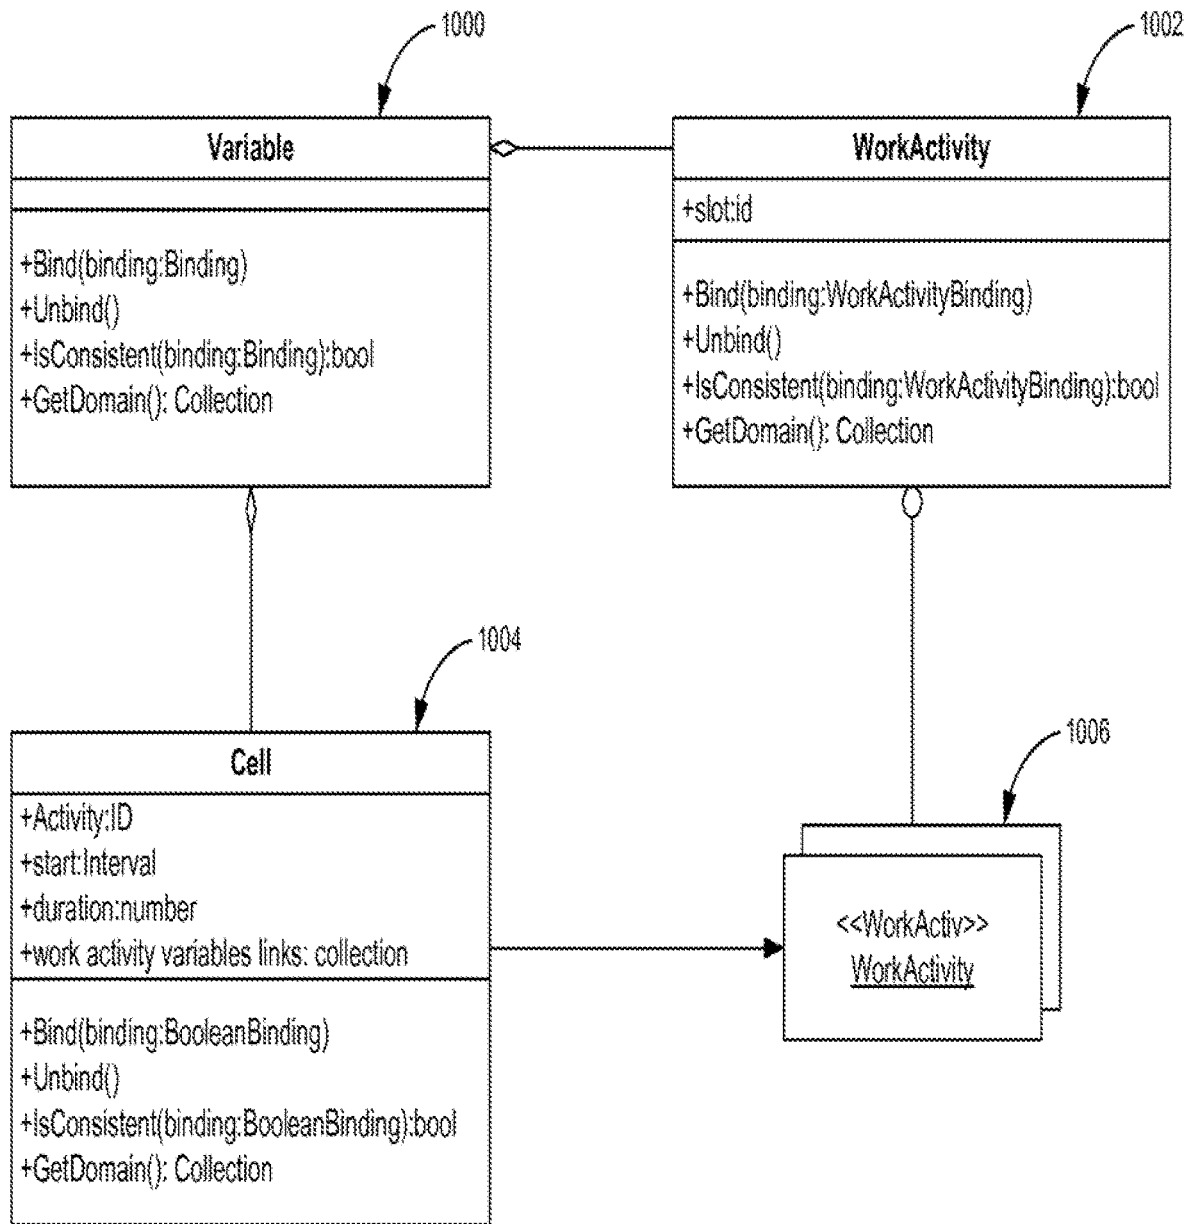 1000
1002
Variable
+Bind(binding:Binding)
+Unbind()
+IsConsistent(binding:Binding):bool
+GetDomain(): Collection
WorkActivity
+slot:id
+Bind(binding:WorkActivityBinding)
+Unbind()
+IsConsistent(binding:WorkActivityBinding):bool
+GetDomain(): Collection
1004
Cell
+Activity:ID
+start:Interval
+duration:number
+work activity variables links: collection
+Bind(binding:BooleanBinding)
+Unbind()
+IsConsistent(binding:BooleanBinding):bool
+GetDomain(): Collection
1006
<<WorkActiv>>
WorkActivity